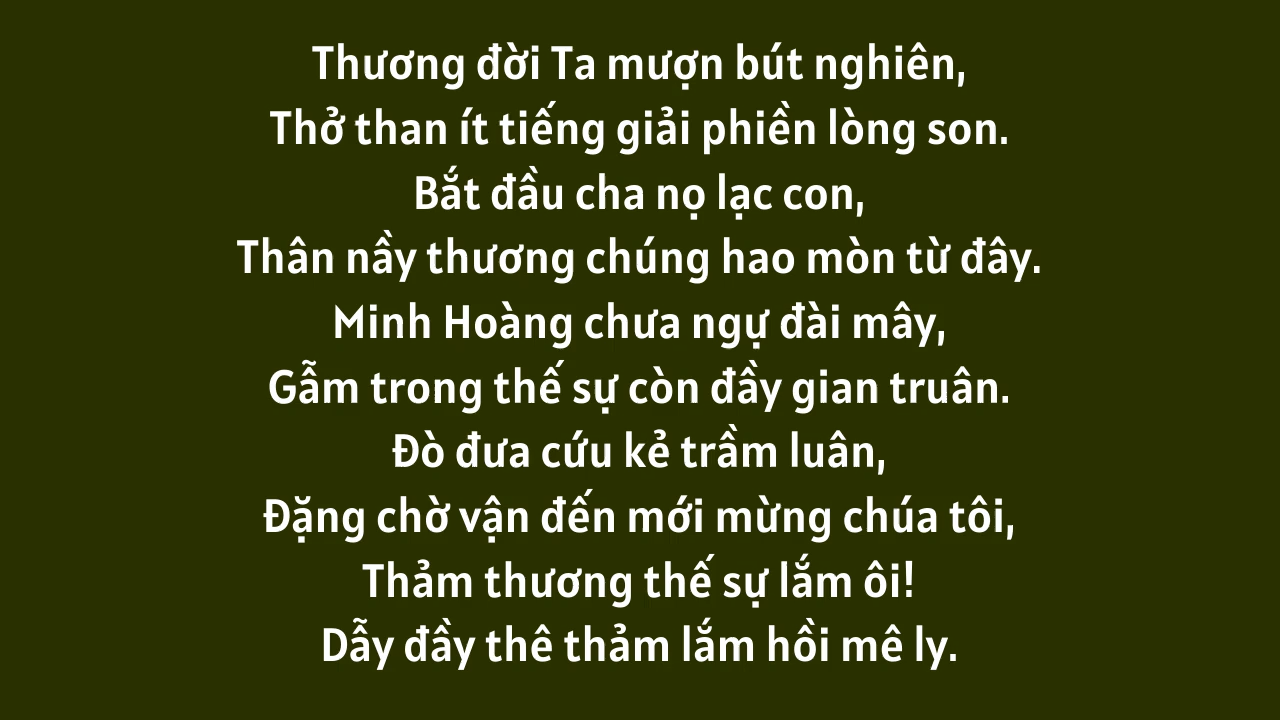 Thương đời Ta mượn bút nghiên,
Thở than ít tiếng giải phiền lòng son.
Bắt đầu cha nọ lạc con,
Thân nầy thương chúng hao mòn từ đây.
Minh Hoàng chưa ngự đài mây,
Gẫm trong thế sự còn đầy gian truân.
Đò đưa cứu kẻ trầm luân,
Đặng chờ vận đến mới mừng chúa tôi,
Thảm thương thế sự lắm ôi!
Dẫy đầy thê thảm lắm hồi mê ly.